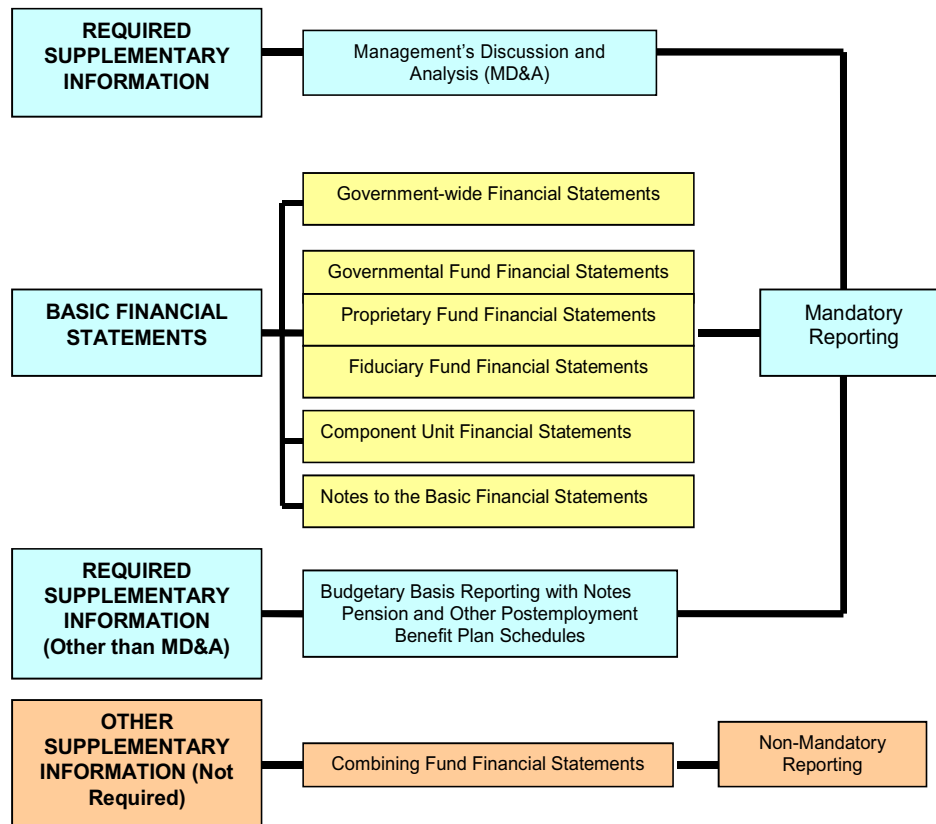 REQUIRED
SUPPLEMENTARY
INFORMATION
Management’s Discussion and
Analysis (MD&A)
Government-wide Financial Statements
Governmental Fund Financial Statements
BASIC FINANCIAL
STATEMENTS
Proprietary Fund Financial Statements
Mandatory
Reporting
Fiduciary Fund Financial Statements
Component Unit Financial Statements
Notes to the Basic Financial Statements
REQUIRED
SUPPLEMENTARY
INFORMATION
(Other than MD&A)
Budgetary Basis Reporting with Notes
Pension and Other Postemployment
Benefit Plan Schedules
OTHER
SUPPLEMENTARY
INFORMATION (Not
Required)
Combining Fund Financial Statements
Non-Mandatory
Reporting